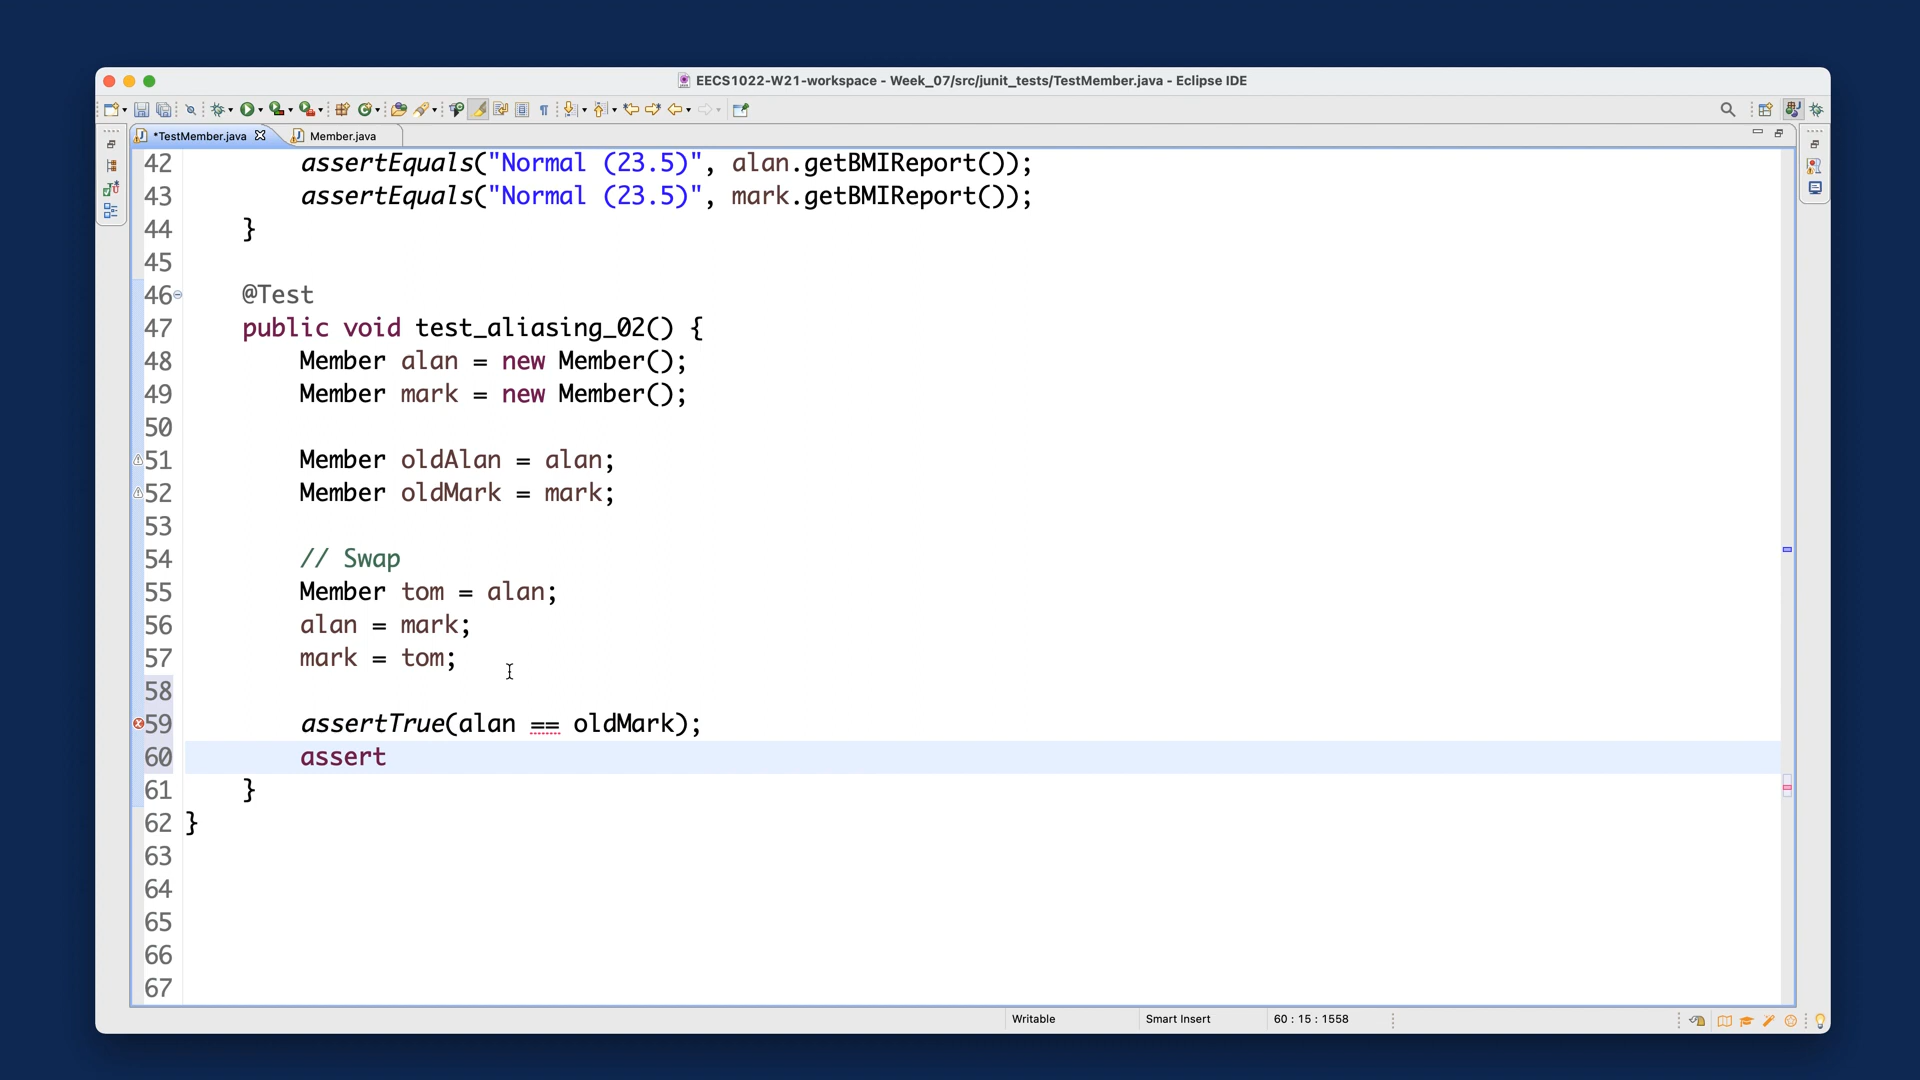 EECS1022-W21-workspace - Week_07/src/junit_tests/TestMember.java - Eclipse IDE
*TestMember.java
Member.java
42 assertEquals("Normal (23.5)", alan.getBMIReport());
43 assertEquals("Normal (23.5)", mark.getBMIReport());
44 }
45
46 @Test
47 public void test_aliasing_02() {
48 Member alan = new Member();
49 Member mark = new Member();
50
51 Member oldAlan = alan;
52 Member oldMark = mark;
53
54 // Swap
55 Member tom = alan;
56 alan = mark;
57 mark = tom;
58
59 assertTrue(alan == oldMark);
60 assert
61 }
62 }
63
64
65
66
67
Writable
Smart Insert
60 : 15 : 1558